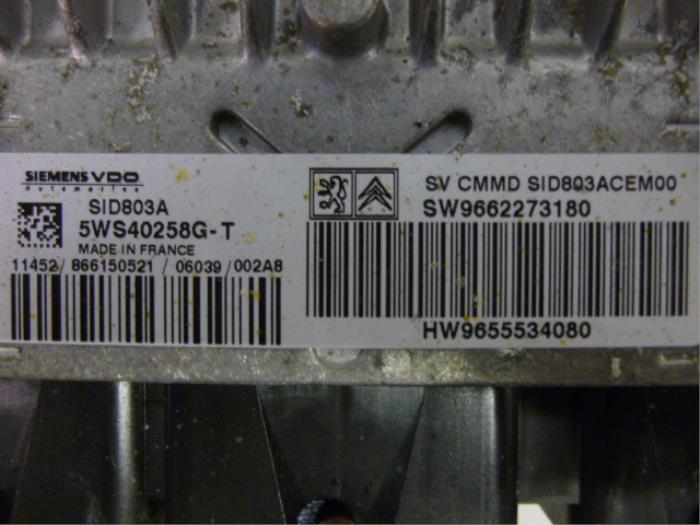 SIEMENS VDO
Automotive
SID803A
5WS40258G-T
MADE IN FRANCE
11452/866150521/06039/002A8
SV CMMD SID803ACEM00
SW9662273180
HW9655534080